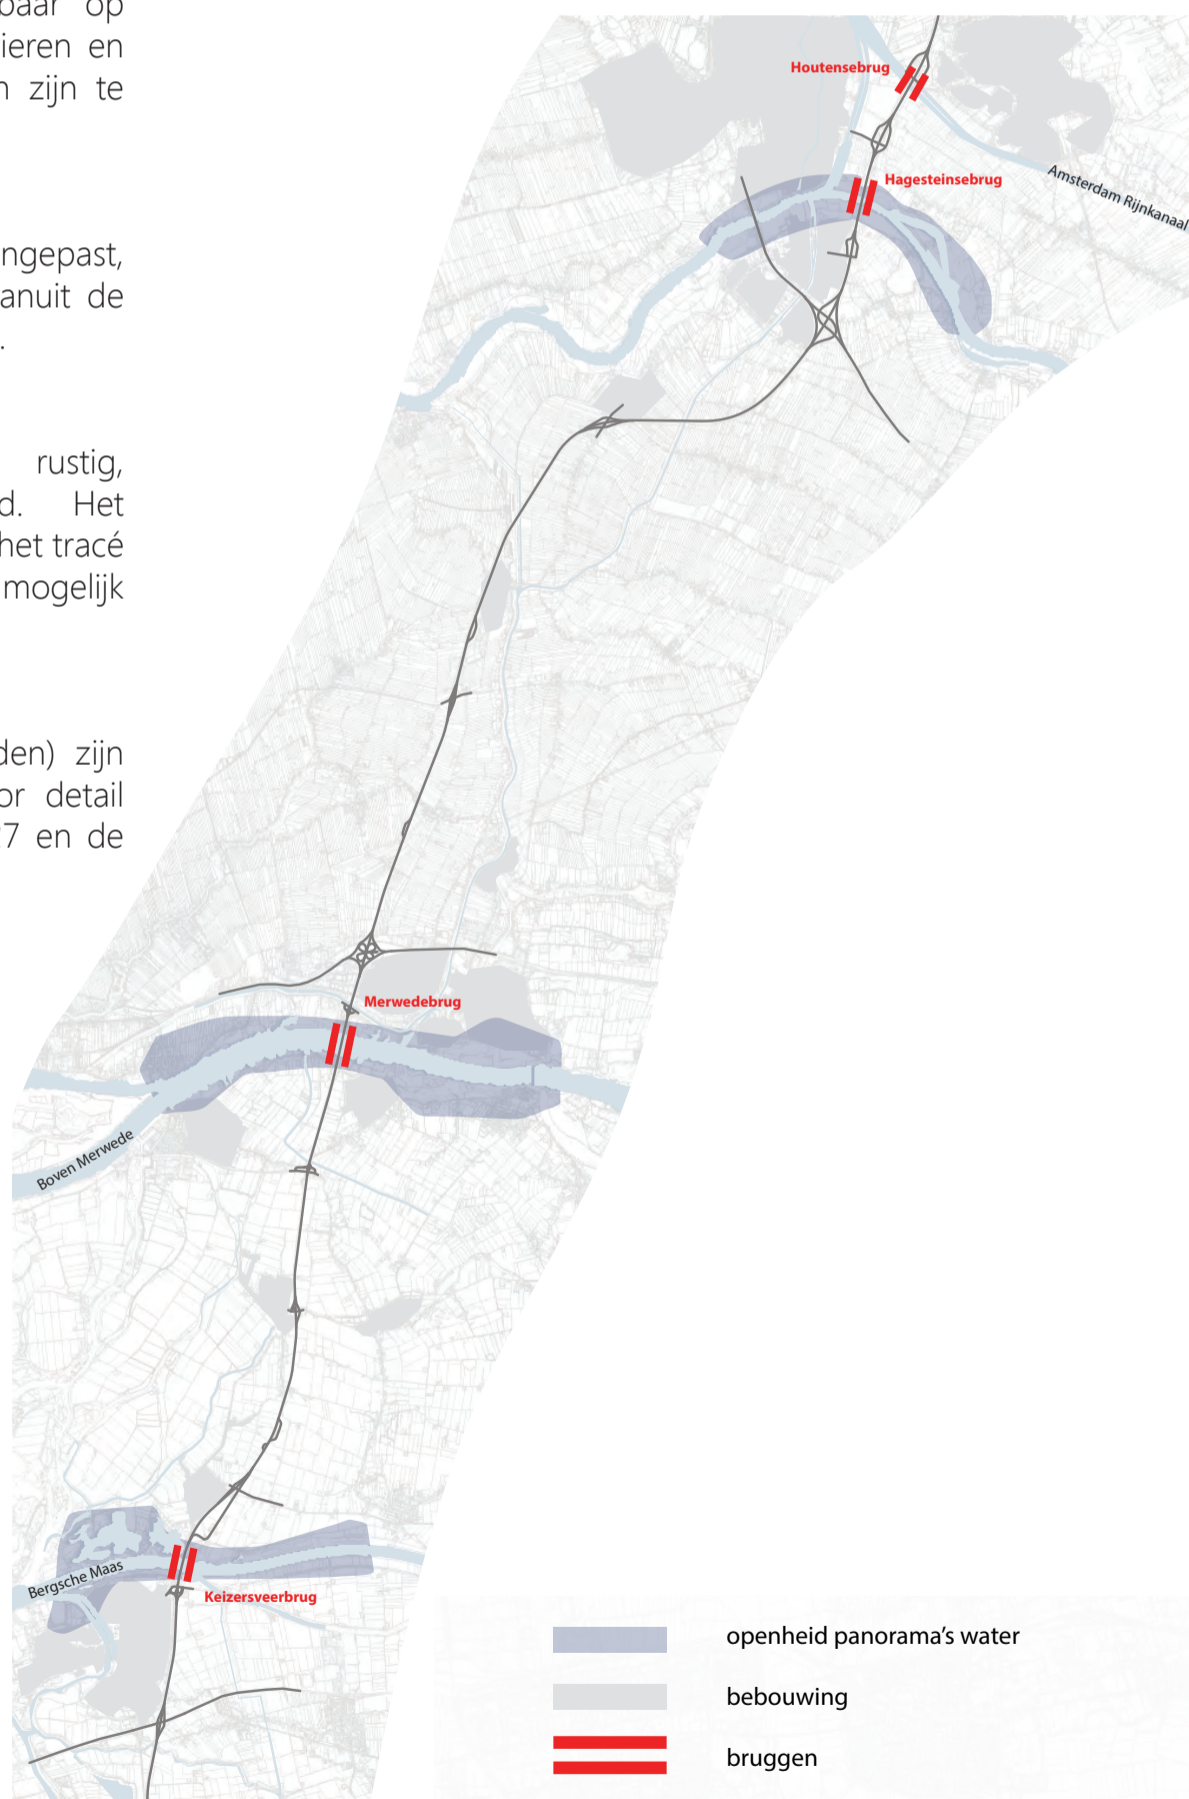 baar op
ieren en
n zijn te
ngepast,
anuit de
.
rustig,
d. Het
het tracé
mogelijk
den) zijn
or detail
27 en de
Houtensebrug
Hagesteinsebrug
Amsterdam Rijnkanaal
Merwedebrug
Boven Merwede
Bergsche Maas
Keizersveerbrug
openheid panorama's water
bebouwing
bruggen